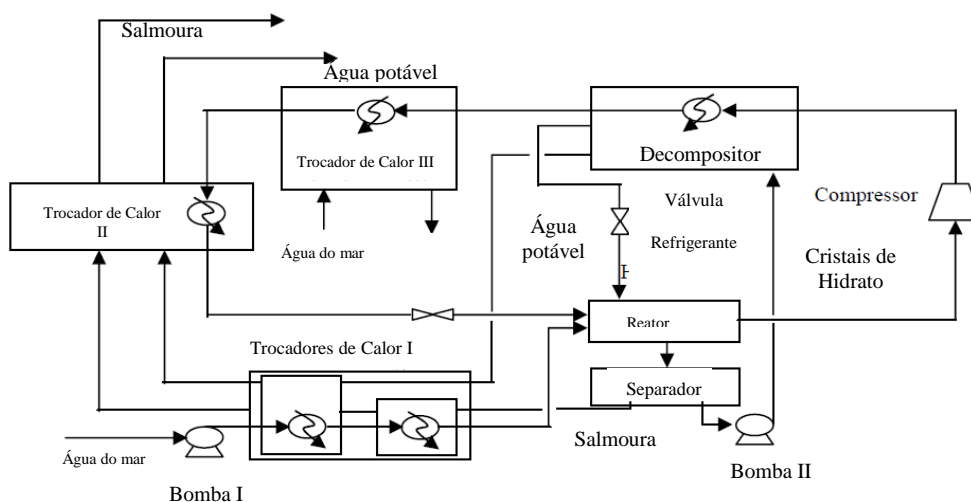 Salmoura
Água potável
Trocador de Calor III
Decompositor
Trocador de Calor
II
Válvula
Compressor
Água
potável
Refrigerante
Água do mar
Cristais de
Hidrato
Reator
Trocadores de Calor I
Separador
Salmoura
Água do mar
Bomba II
Bomba I